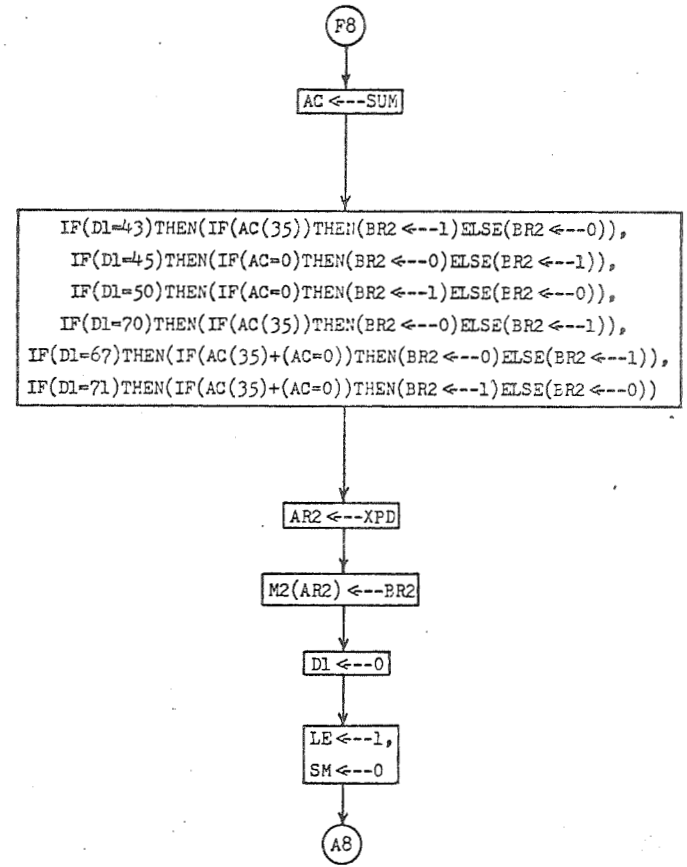 F8
AC <---SUM
IF(D1=43)THEN(IF(AC(35))THEN(BR2 <---1)ELSE(BR2 <---0)),
IF(D1=45)THEN(IF(AC=0)THEN(BR2 <---0)ELSE(BR2 <---1)),
IF(D1=50)THEN(IF(AC=0)THEN(BR2 <---1)ELSE(BR2 <---0)),
IF(D1=70)THEN(IF(AC(35))THEN(BR2 <---0)ELSE(BR2 <---1)),
IF(D1=67)THEN(IF(AC(35)+(AC=0))THEN(BR2 <---0)ELSE(BR2 <---1)),
IF(D1=71)THEN(IF(AC(35)+(AC=0))THEN(BR2 <---1)ELSE(BR2 <---0))
AR2 <---XPD
M2(AR2) <---BR2
D1 <---0
LE <---1,
SM <---0
A8